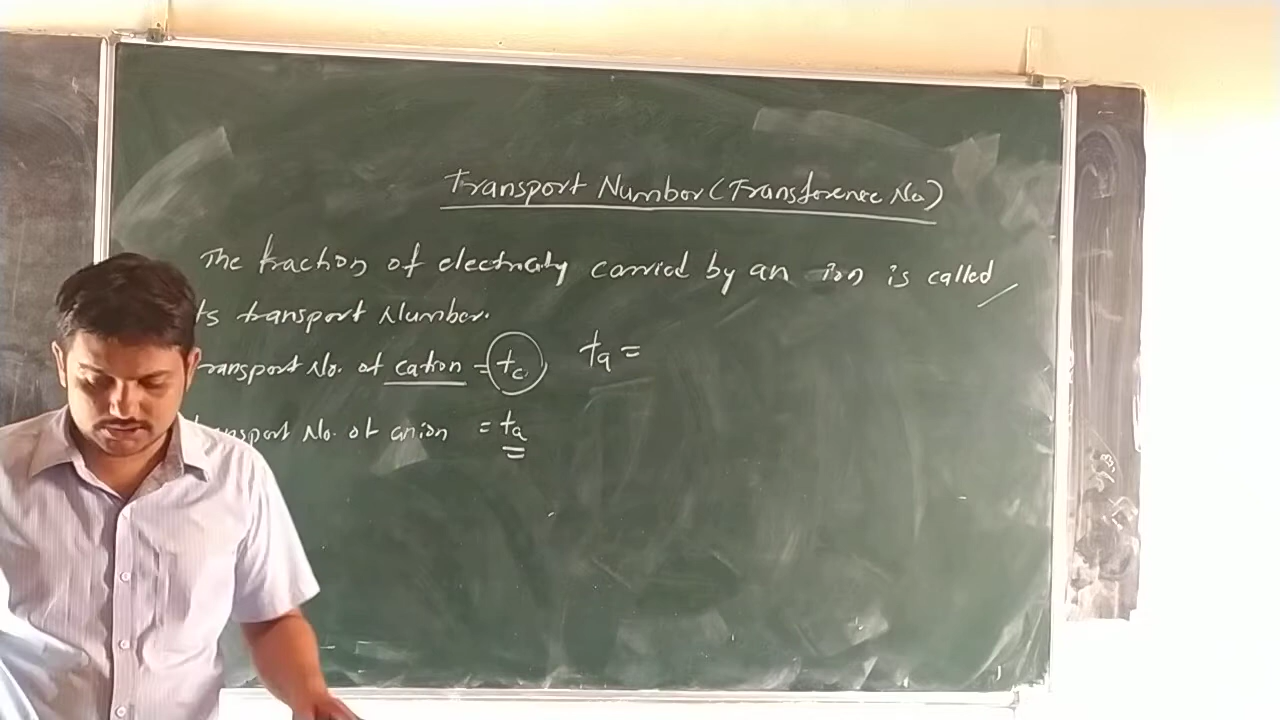 Transport Number (Transference No)
The fraction of electricity carried by an ion is called
ts transport Number.
ransport No. of cation = tc ta =
nsport No. of anion = ta